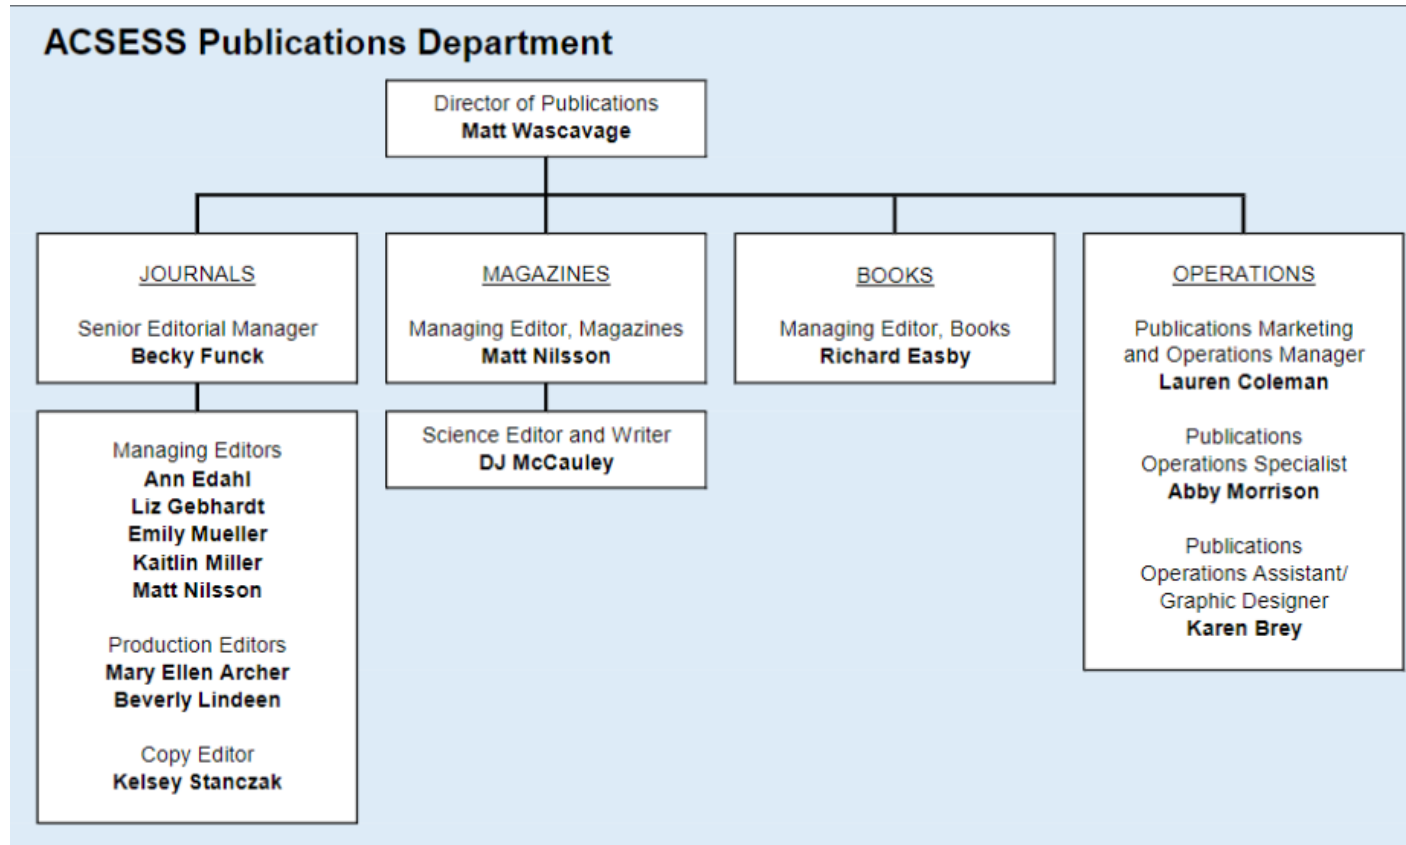 ACSESS Publications Department
Director of Publications
Matt Wascavage
JOURNALS
Senior Editorial Manager
Becky Funck
Managing Editors
Ann Edahl
Liz Gebhardt
Emily Mueller
Kaitlin Miller
Matt Nilsson
Production Editors
Mary Ellen Archer
Beverly Lindeen
Copy Editor
Kelsey Stanczak
MAGAZINES
Managing Editor, Magazines
Matt Nilsson
Science Editor and Writer
DJ McCauley
BOOKS
Managing Editor, Books
Richard Easby
OPERATIONS
Publications Marketing
and Operations Manager
Lauren Coleman
Publications
Operations Specialist
Abby Morrison
Publications
Operations Assistant/
Graphic Designer
Karen Brey